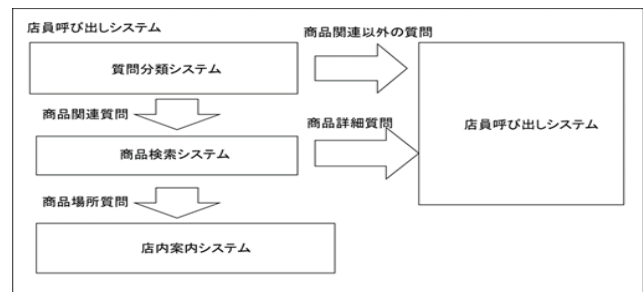 店員呼び出しシステム
商品関連以外の質問
質問分類システム
商品関連質問
商品詳細質問
店員呼び出しシステム
商品検索システム
商品場所質問
店内案内システム